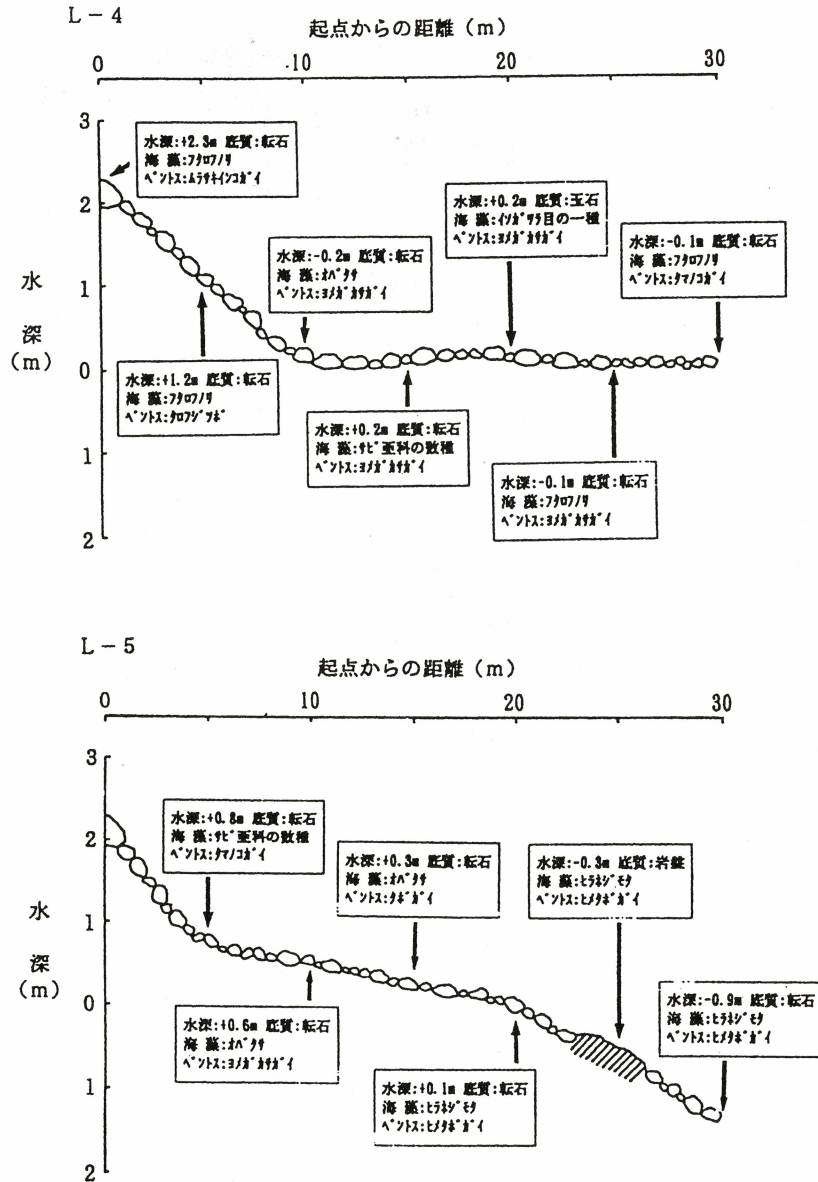 L-4
起点からの距離(m)
0 10 20 30
3
水深:+2.3m 底質:転石
海 藻:フクロフノリ
ベントス:ムラサキインコガイ
水深:+0.2m 底質:玉石
海 藻:イソガワラ目の一種
ベントス:ヨメガカサガイ
2
水深:-0.1m 底質:転石
海 藻:フクロフノリ
ベントス:タマノコガイ
水深:-0.2m 底質:転石
海 藻:オバクサ
ベントス:ヨメガカサガイ
水
1
深
(m)
0
水深:+1.2m 底質:転石
海 藻:フクロフノリ
ベントス:クロフジツボ
水深:+0.2m 底質:転石
海 藻:サビ亜科の数種
ベントス:ヨメガカサガイ
1
水深:-0.1m 底質:転石
海 藻:フクロフノリ
ベントス:ヨメガカサガイ
2
L-5
起点からの距離(m)
0 10 20 30
3
水深:+0.8m 底質:転石
海 藻:サビ亜科の数種
ベントス:タマノコガイ
2
水深:+0.3m 底質:転石
海 藻:オバクサ
ベントス:クボガイ
水深:-0.3m 底質:岩盤
海 藻:ヒラネジモク
ベントス:ヒメクボガイ
水
1
深
(m)
0
水深:+0.6m 底質:転石
海 藻:オバクサ
ベントス:ヨメガカサガイ
水深:-0.9m 底質:転石
海 藻:ヒラネジモク
ベントス:ヒメクボガイ
1
水深:+0.1m 底質:転石
海 藻:ヒラネジモク
ベントス:ヒメクボガイ
2